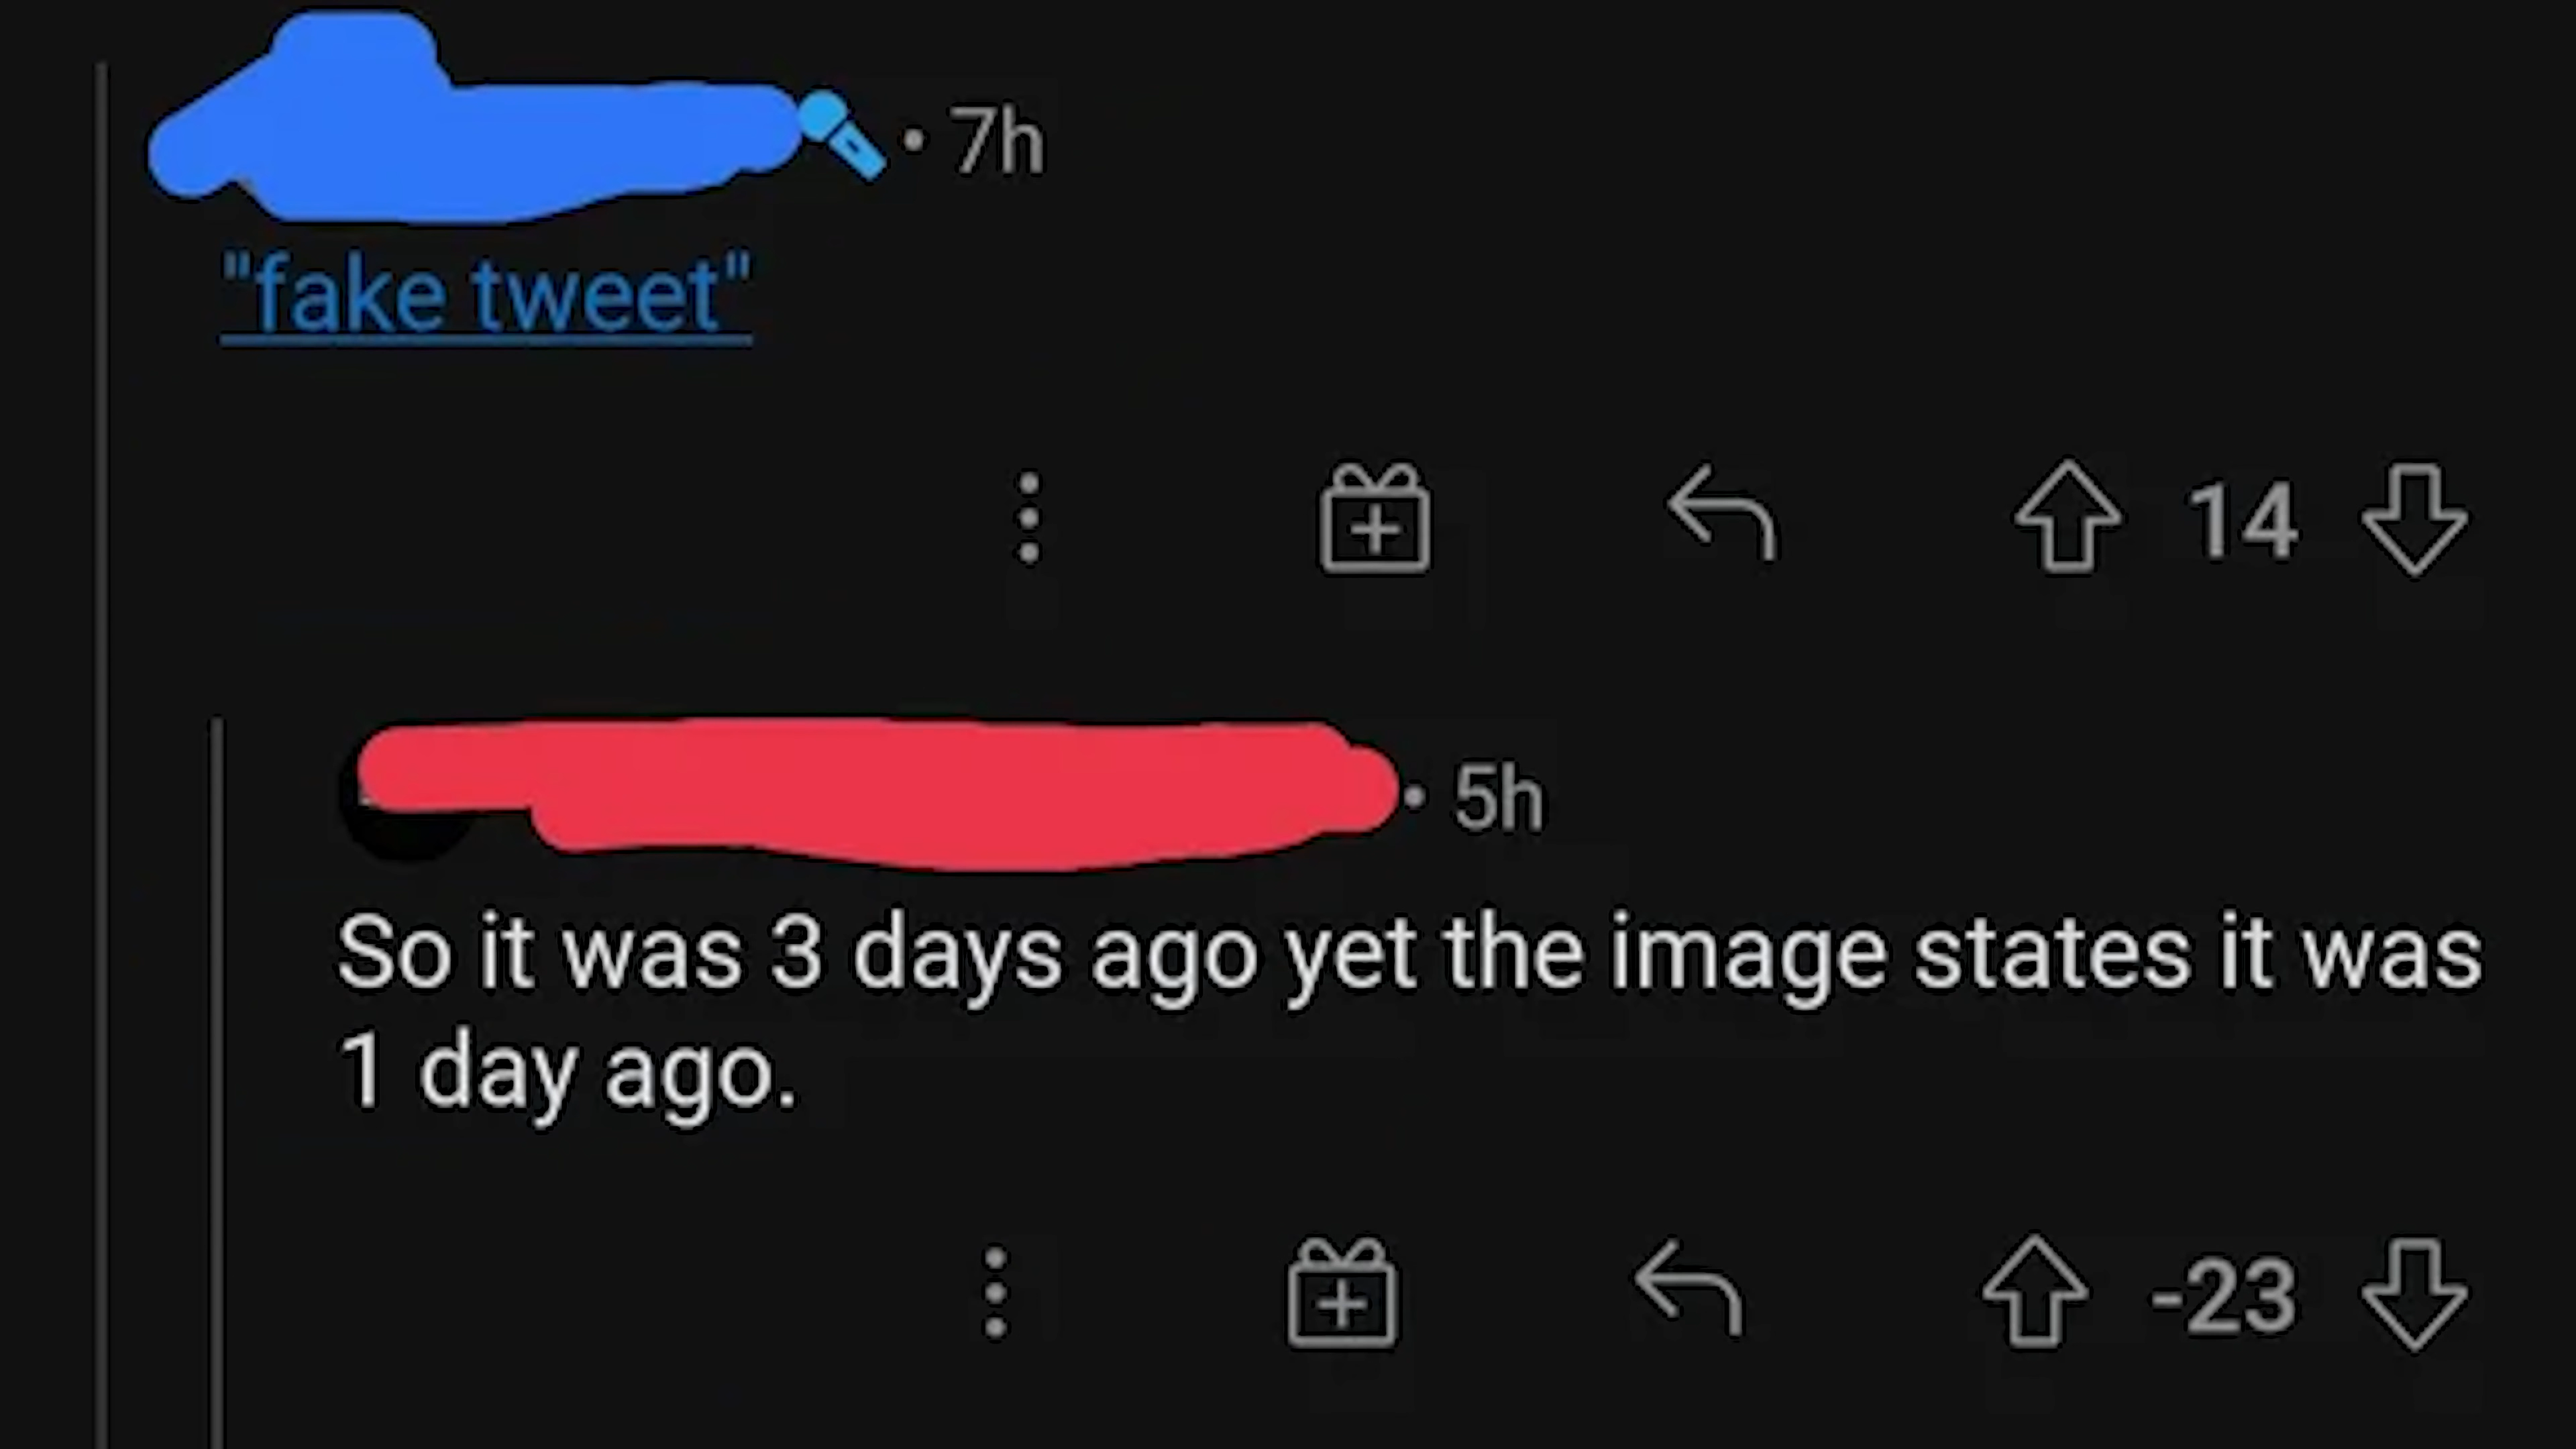 • 7h
"fake tweet"
14
• 5h
So it was 3 days ago yet the image states it was
1 day ago.
-23